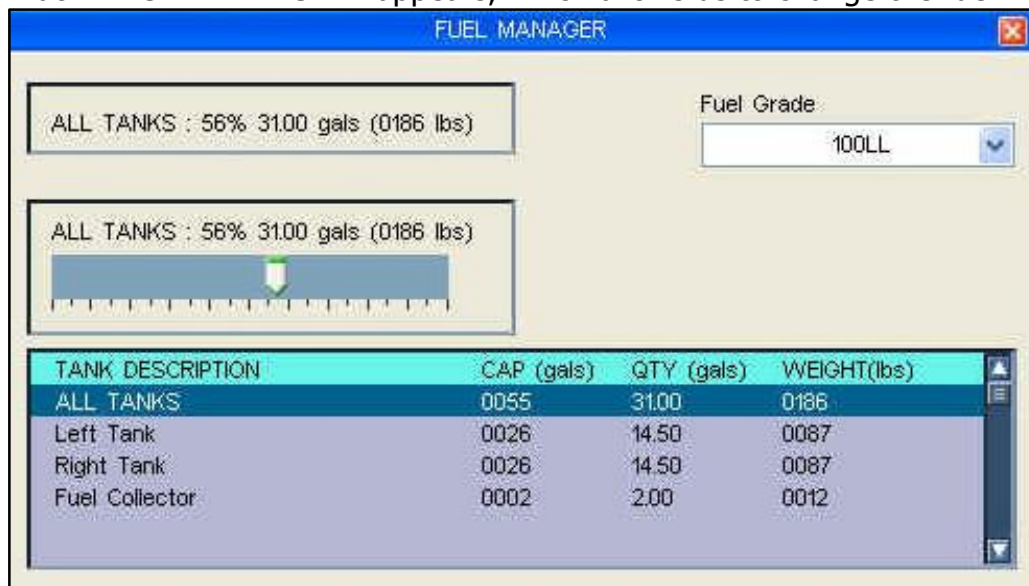 FUEL MANAGER
ALL TANKS : 56% 31.00 gals (0186 lbs)
Fuel Grade
100LL
ALL TANKS : 56% 31.00 gals (0186 lbs)
TANK DESCRIPTION CAP (gals) QTY (gals) WEIGHT(lbs)
ALL TANKS 0055 31.00 0186
Left Tank 0026 14.50 0087
Right Tank 0026 14.50 0087
Fuel Collector 0002 2.00 0012